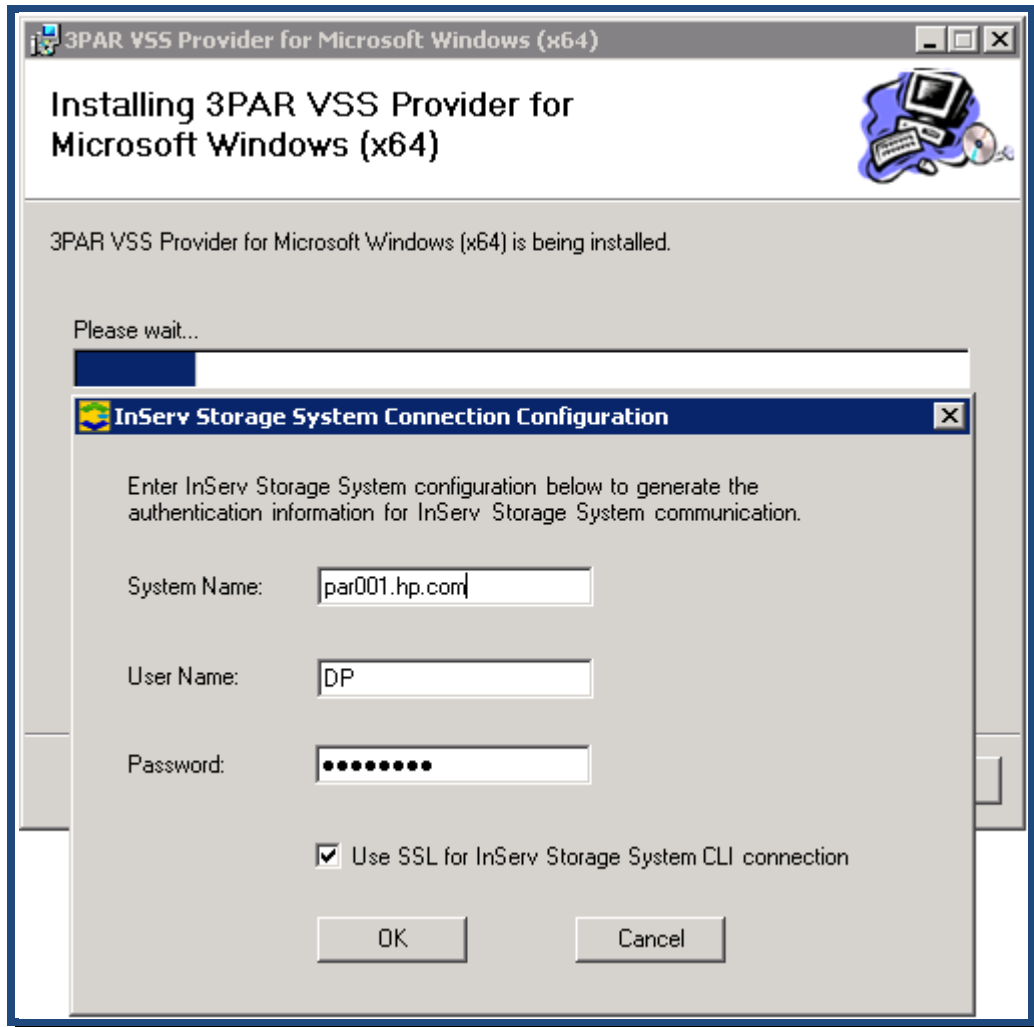 3PAR VSS Provider for Microsoft Windows (x64)
Installing 3PAR VSS Provider for
Microsoft Windows (x64)
3PAR VSS Provider for Microsoft Windows (x64) is being installed.
Please wait...
InServ Storage System Connection Configuration
Enter InServ Storage System configuration below to generate the
authentication information for InServ Storage System communication.
System Name: par001.hp.com
User Name: DP
Password: ••••••••
Use SSL for InServ Storage System CLI connection
OK Cancel